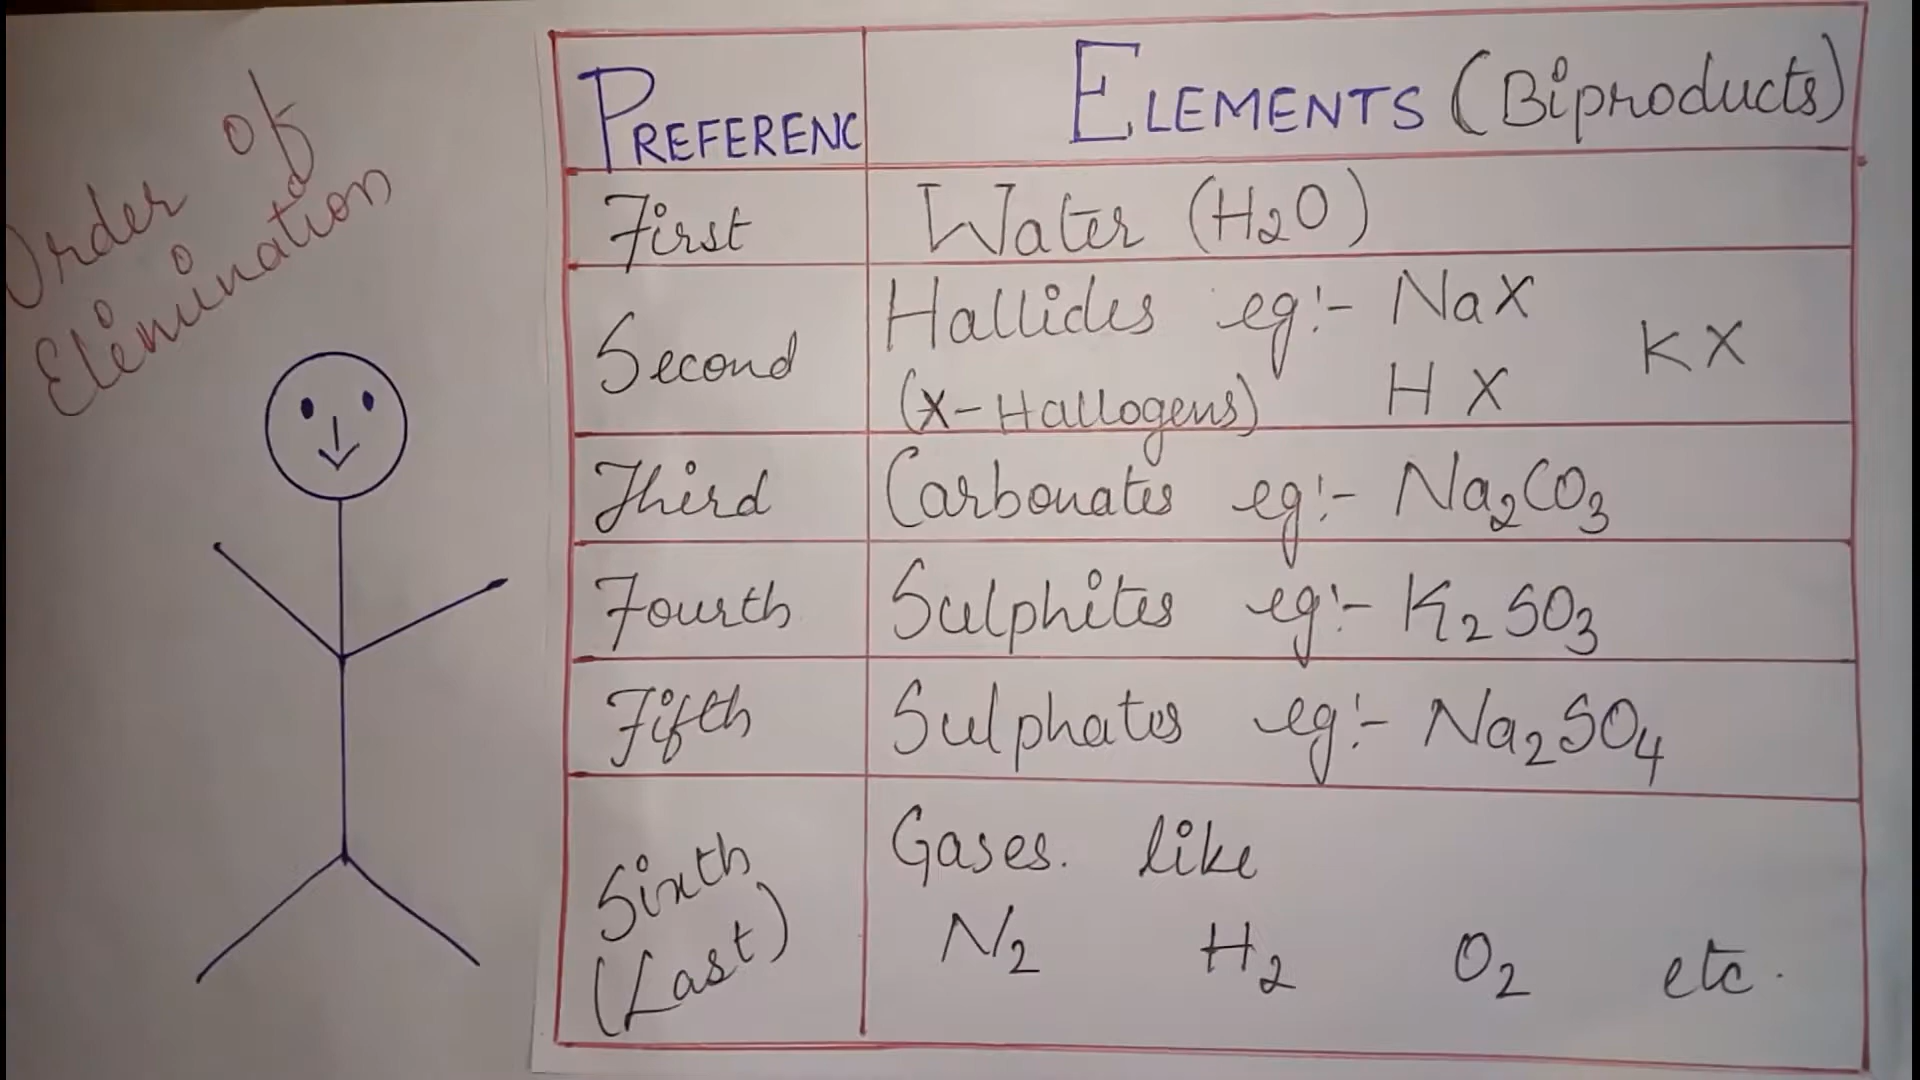 Order of
Elimination
PREFERENC ELEMENTS (Biproducts)
First Water (H2O)
Second Hallides eg:- NaX KX
(X-Hallogens) HX
Third Carbonates eg:- Na2CO3
Fourth Sulphites eg:- K2SO3
Fifth Sulphates eg:- Na2SO4
Sixth Gases. like
(Last) N2 H2 O2 etc.